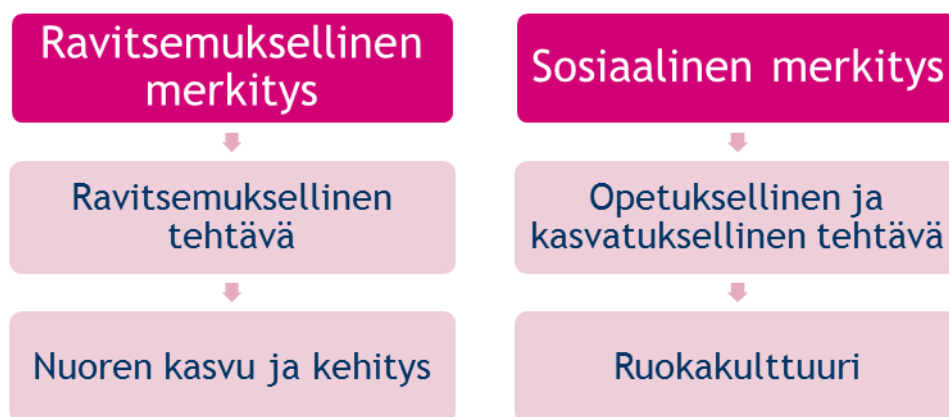 Ravitsemuksellinen
merkitys
Ravitsemuksellinen
tehtävä
Nuoren kasvu ja kehitys
Sosiaalinen merkitys
Opetuksellinen ja
kasvatuksellinen tehtävä
Ruokakulttuuri